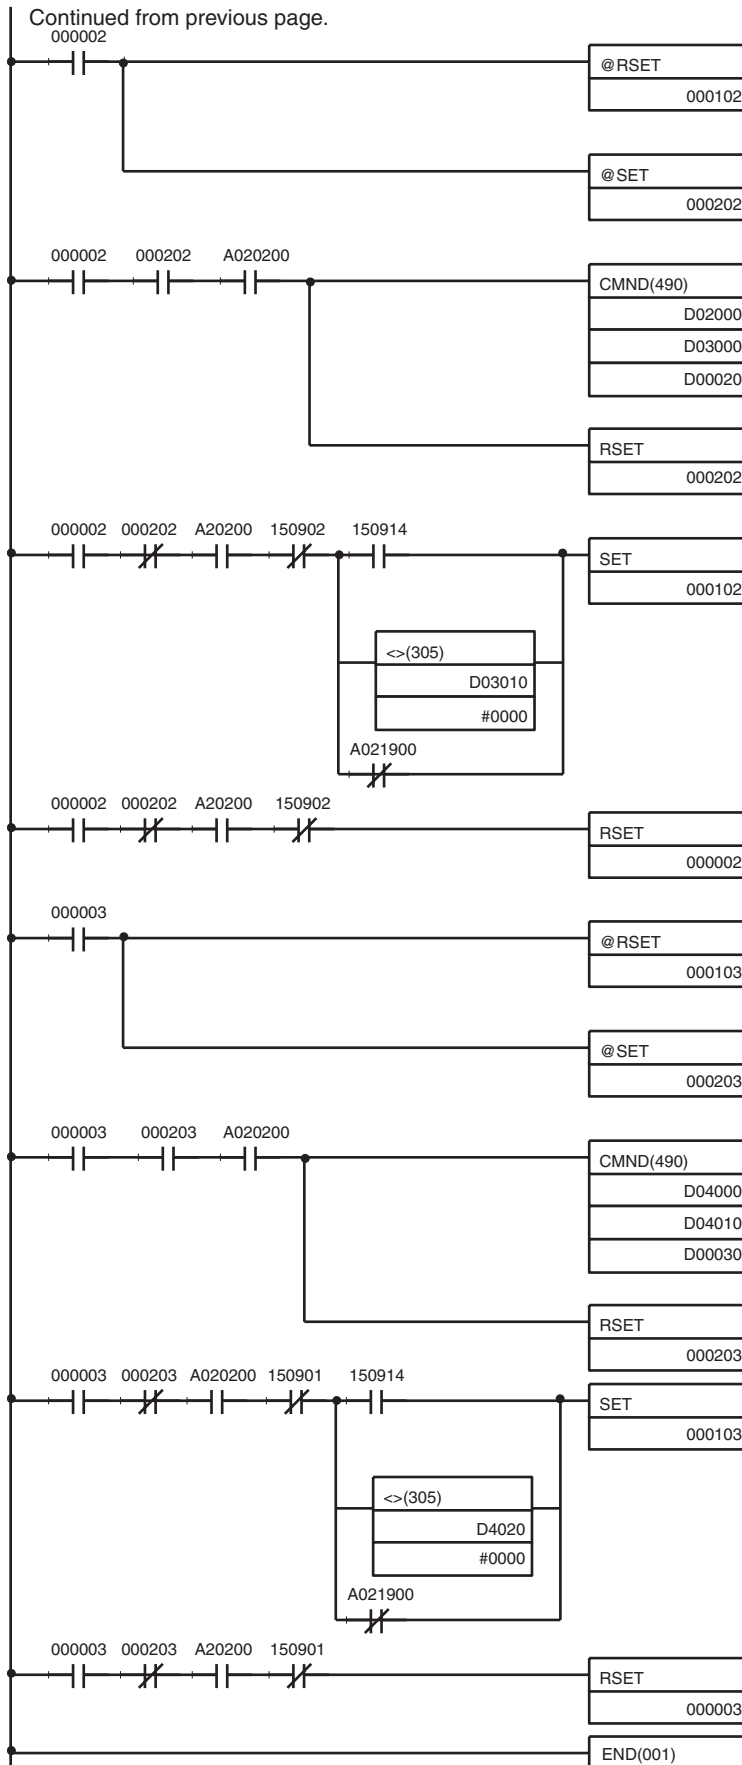 Continued from previous page.
000002
@RSET
000102
@SET
000202
000002 000202 A020200
CMND(490)
D02000
D03000
D00020
RSET
000202
000002 000202 A20200 150902 150914
SET
000102
<>(305)
D03010
#0000
A021900
000002 000202 A20200 150902
RSET
000002
000003
@RSET
000103
@SET
000203
000003 000203 A020200
CMND(490)
D04000
D04010
D00030
RSET
000203
000003 000203 A020200 150901 150914
SET
000103
<>(305)
D4020
#0000
A021900
000003 000203 A20200 150901
RSET
000003
END(001)